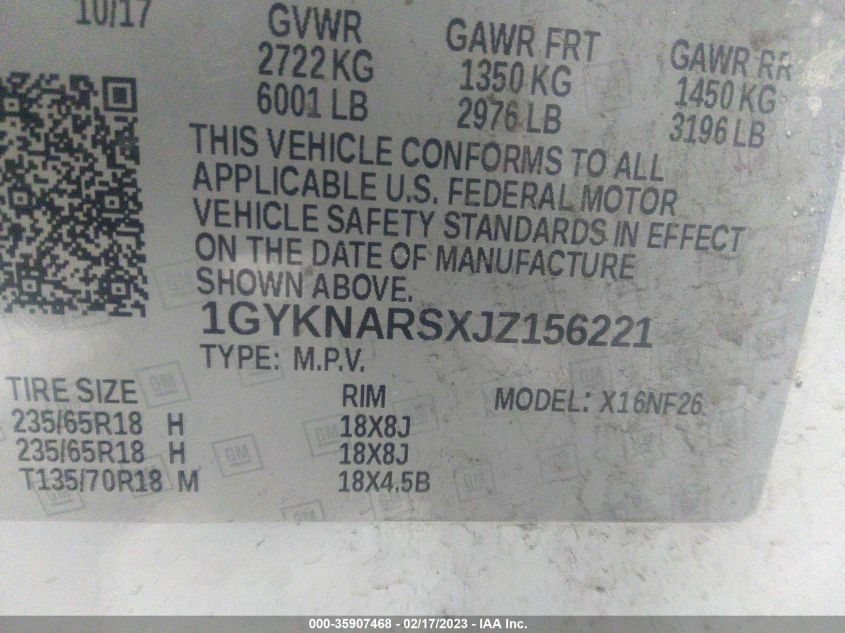 10/17
GVWR GAWR FRT GAWR RR
2722 KG 1350 KG 1450 KG
6001 LB 2976 LB 3196 LB
THIS VEHICLE CONFORMS TO ALL
APPLICABLE U.S. FEDERAL MOTOR
VEHICLE SAFETY STANDARDS IN EFFECT
ON THE DATE OF MANUFACTURE
SHOWN ABOVE.
1GYKNARSXJZ156221
TYPE: M.P.V.
TIRE SIZE RIM MODEL: X16NF26
235/65R18 H 18X8J
235/65R18 H 18X8J
T135/70R18 M 18X4.5B
GM
000-35907468 - 02/17/2023 - IAA Inc.